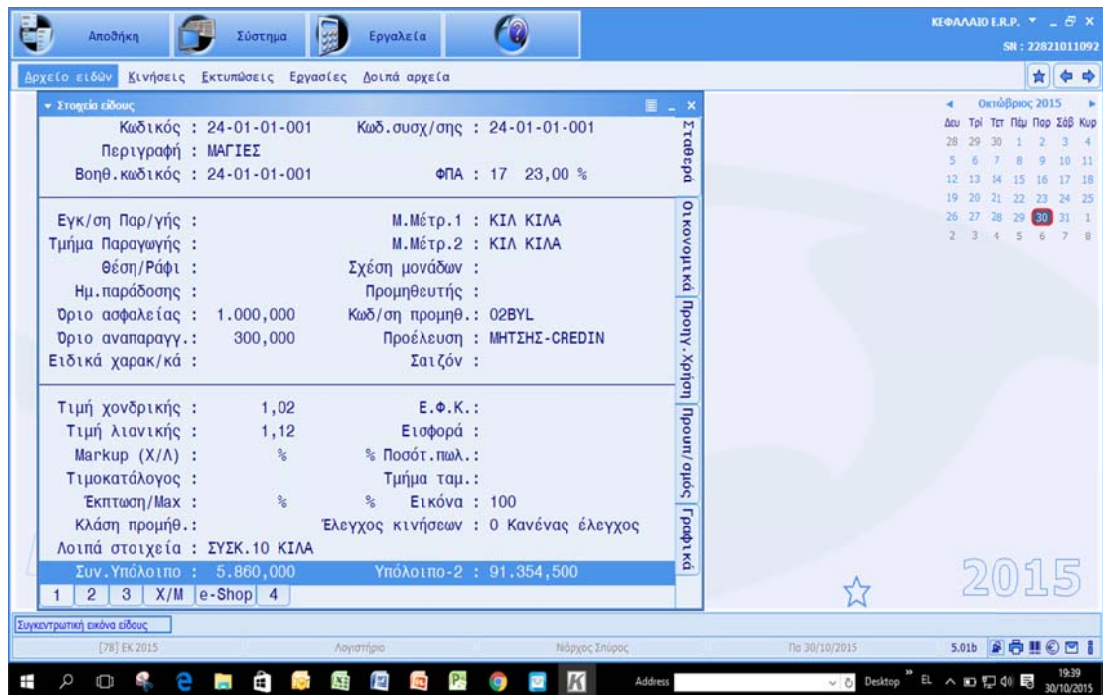 Αποθήκη Σύστημα Εργαλεία ΚΕΦΑΛΑΙΟ E.R.P.
SN : 22821011092
Αρχείο ειδών Κινήσεις Εκτυπώσεις Εργασίες Λοιπά αρχεία
Στοιχεία είδους
Κωδικός : 24-01-01-001 Κωδ.συσχ/σης : 24-01-01-001
Περιγραφή : ΜΑΓΙΕΣ
Βοηθ.κωδικός : 24-01-01-001 ΦΠΑ : 17 23,00 %
Εγκ/ση Παρ/γής : Μ.Μέτρ.1 : ΚΙΛ ΚΙΛΑ
Τμήμα Παραγωγής : Μ.Μέτρ.2 : ΚΙΛ ΚΙΛΑ
Θέση/Ράφι : Σχέση μονάδων :
Ημ.παράδοσης : Προμηθευτής :
Όριο ασφαλείας : 1.000,000 Κωδ/ση προμηθ.: 02BYL
Όριο αναπαραγγ.: 300,000 Προέλευση : ΜΗΤΣΗΣ-CREDIN
Ειδικά χαρακ/κά : Σαιζόν :
Τιμή χονδρικής : 1,02 Ε.Φ.Κ.:
Τιμή λιανικής : 1,12 Εισφορά :
Markup (Χ/Λ) : % % Ποσότ.πωλ.:
Τιμοκατάλογος : Τμήμα ταμ.:
Έκπτωση/Max : % % Εικόνα : 100
Κλάση προμήθ.: Έλεγχος κινήσεων : 0 Κανένας έλεγχος
Λοιπά στοιχεία : ΣΥΣΚ.10 ΚΙΛΑ
Συν.Υπόλοιπο : 5.860,000 Υπόλοιπο-2 : 91.354,500
1 2 3 Χ/Μ e-Shop 4
Σταθερά
Οικονομικά
Προηγ.Χρήση
Προυπ/σμός
Γραφικά
Οκτώβριος 2015
Δευ Τρί Τετ Πέμ Παρ Σάβ Κυρ
28 29 30 1 2 3 4
5 6 7 8 9 10 11
12 13 14 15 16 17 18
19 20 21 22 23 24 25
26 27 28 29 30 31 1
2 3 4 5 6 7 8
2015
Συγκεντρωτική εικόνα είδους
[78] ΕΚ 2015 Λογιστήριο Νιάρχος Σπύρος Πα 30/10/2015 5.01b
Address Desktop EL 19:39
30/10/2015